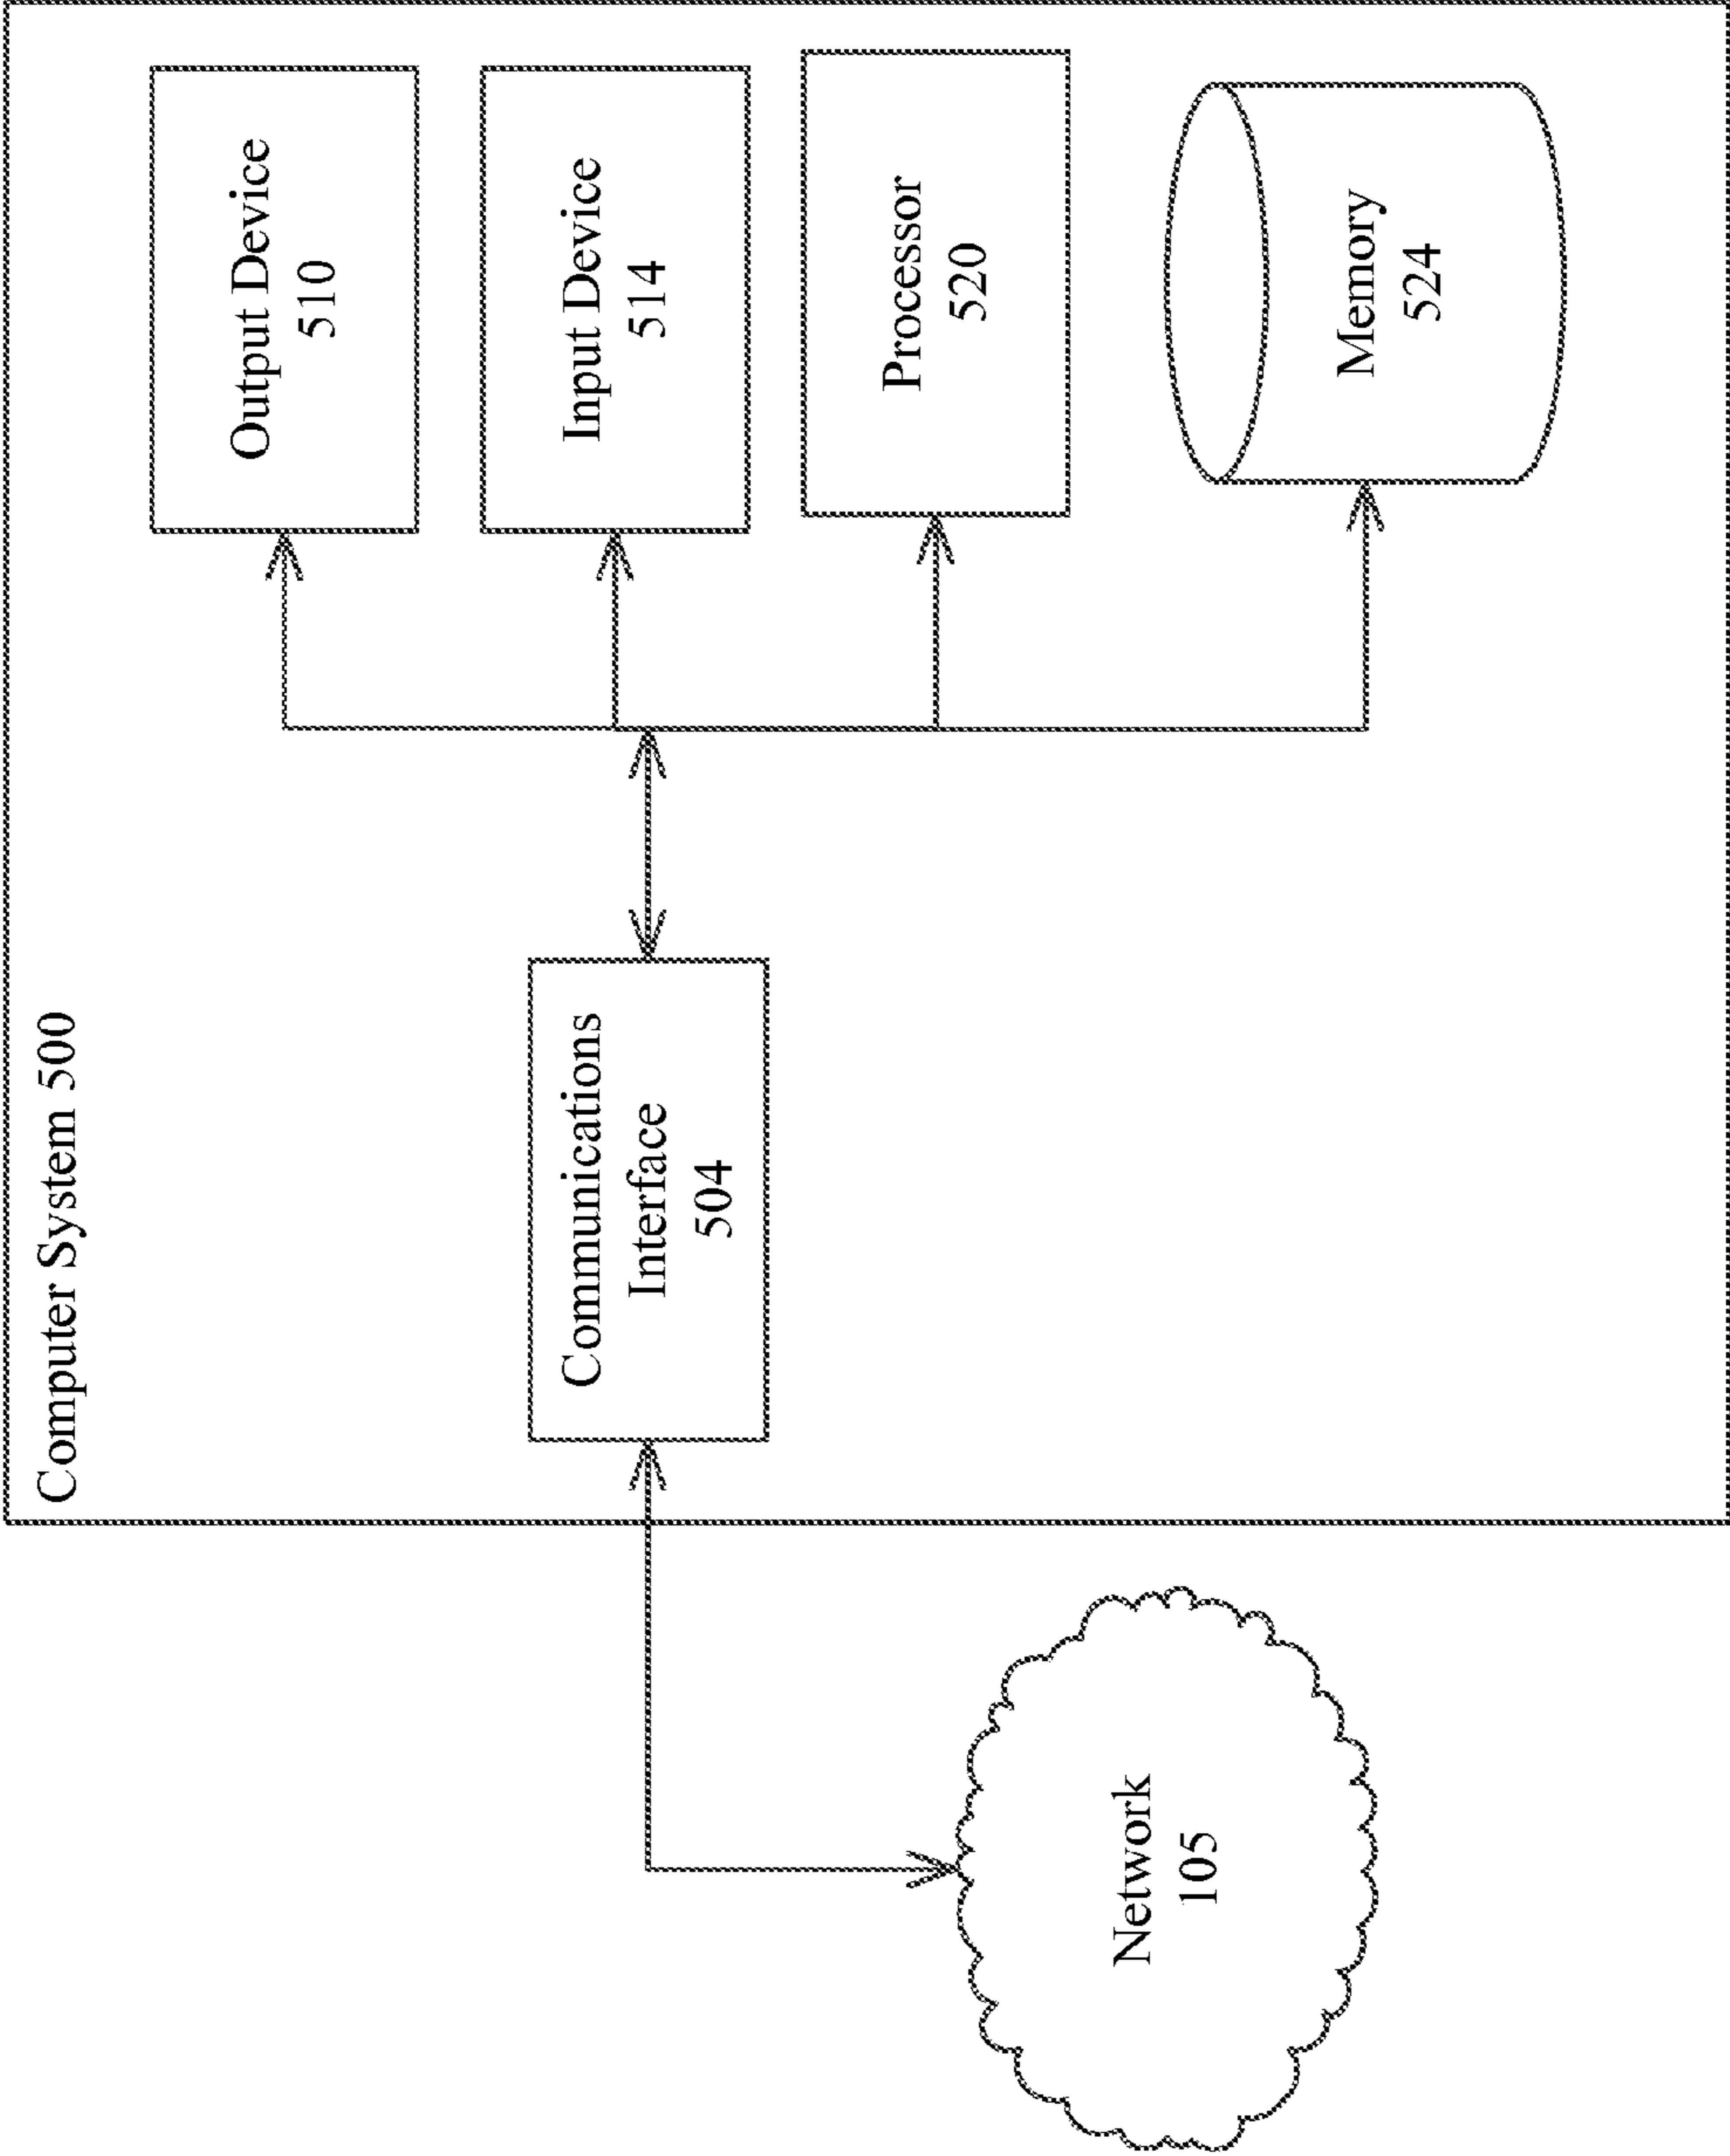 Computer System 500
Output Device
510
Input Device
514
Communications
Interface
504
Processor
520
Network
105
Memory
524